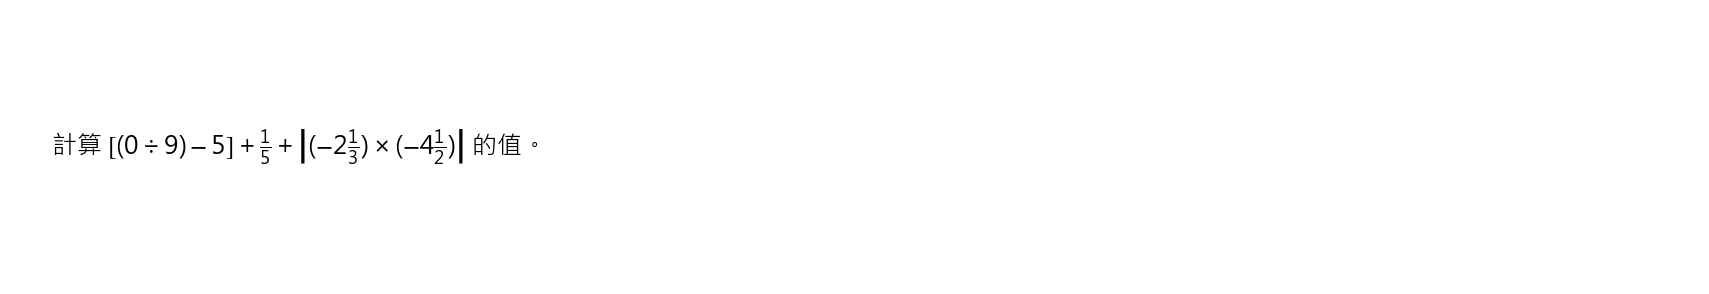 計算 [(0 ÷ 9) − 5] + 1/5 + |(−2 1/3) × (−4 1/2)| 的值。